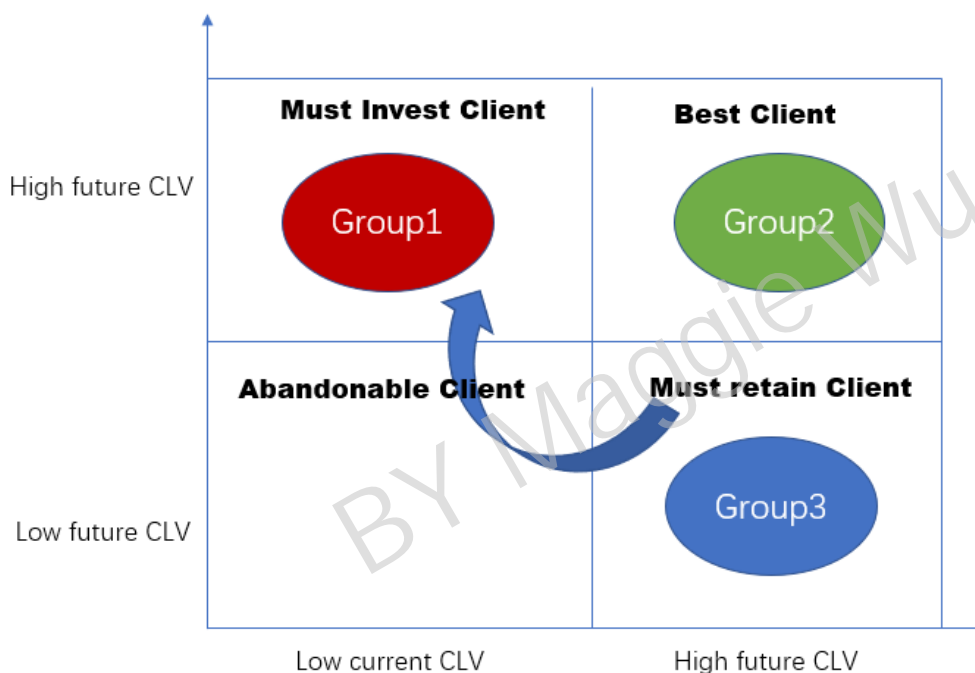 Must Invest Client
Best Client
High future CLV
Group1
Group2
Abandonable Client
Must retain Client
Low future CLV
Group3
Low current CLV
High future CLV
BY Maggie Wu